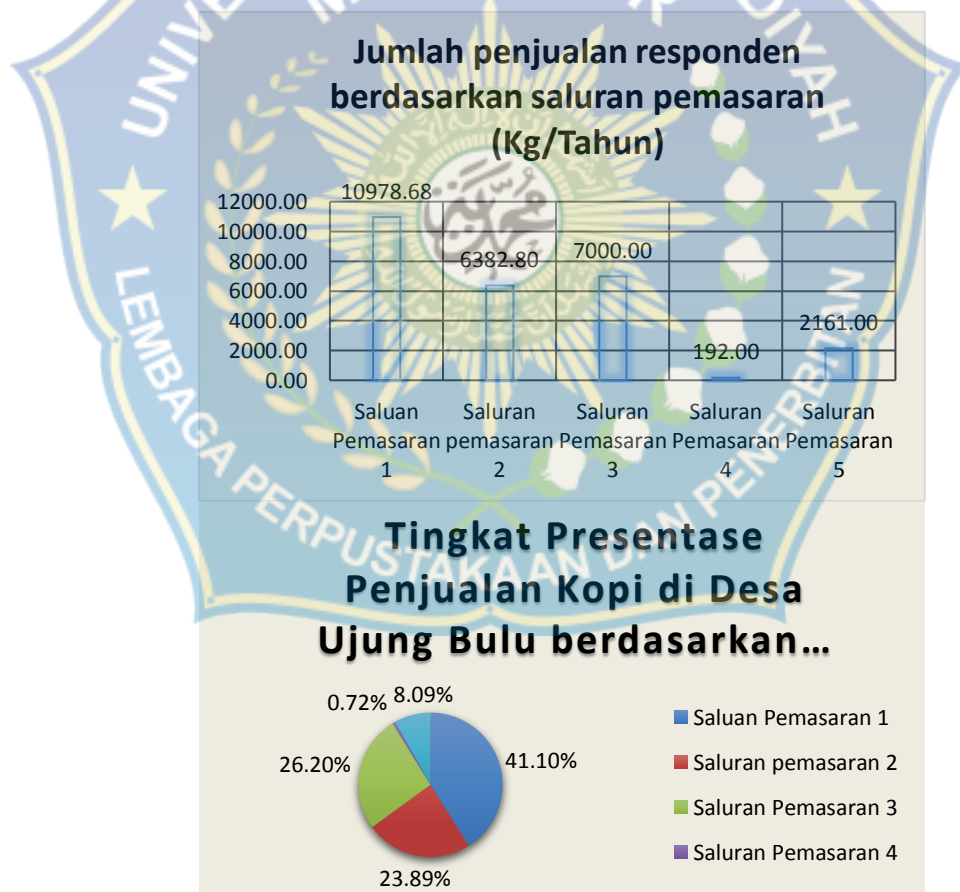 Jumlah penjualan responden
berdasarkan saluran pemasaran
(Kg/Tahun)
12000.00
10000.00
8000.00
6000.00
4000.00
2000.00
0.00
10978.68
6382.80
7000.00
192.00
2161.00
Saluan Pemasaran 1
Saluran pemasaran 2
Saluran Pemasaran 3
Saluran Pemasaran 4
Saluran Pemasaran 5
Tingkat Presentase
Penjualan Kopi di Desa
Ujung Bulu berdasarkan…
0.72%
8.09%
26.20%
41.10%
23.89%
Saluan Pemasaran 1
Saluran pemasaran 2
Saluran Pemasaran 3
Saluran Pemasaran 4
LEMBAGA PERPUSTAKAAN DAN PENERBITAN